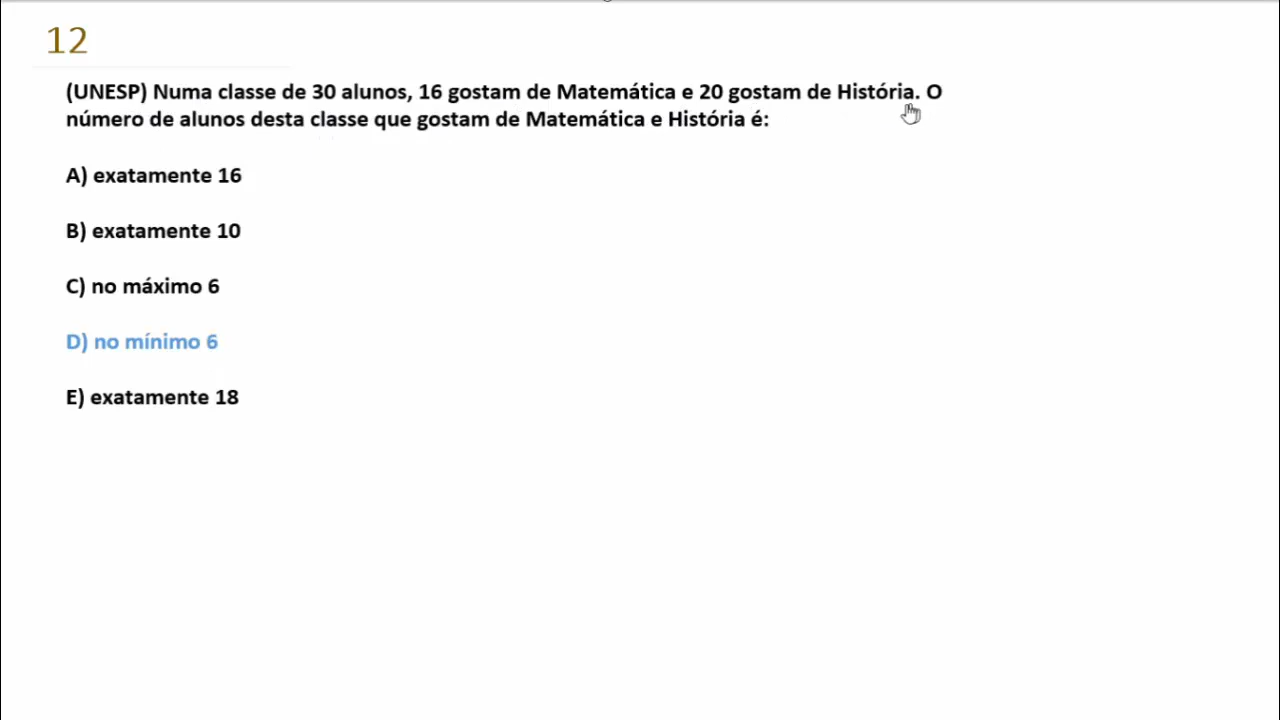 12
(UNESP) Numa classe de 30 alunos, 16 gostam de Matemática e 20 gostam de História. O
número de alunos desta classe que gostam de Matemática e História é:
A) exatamente 16
B) exatamente 10
C) no máximo 6
D) no mínimo 6
E) exatamente 18